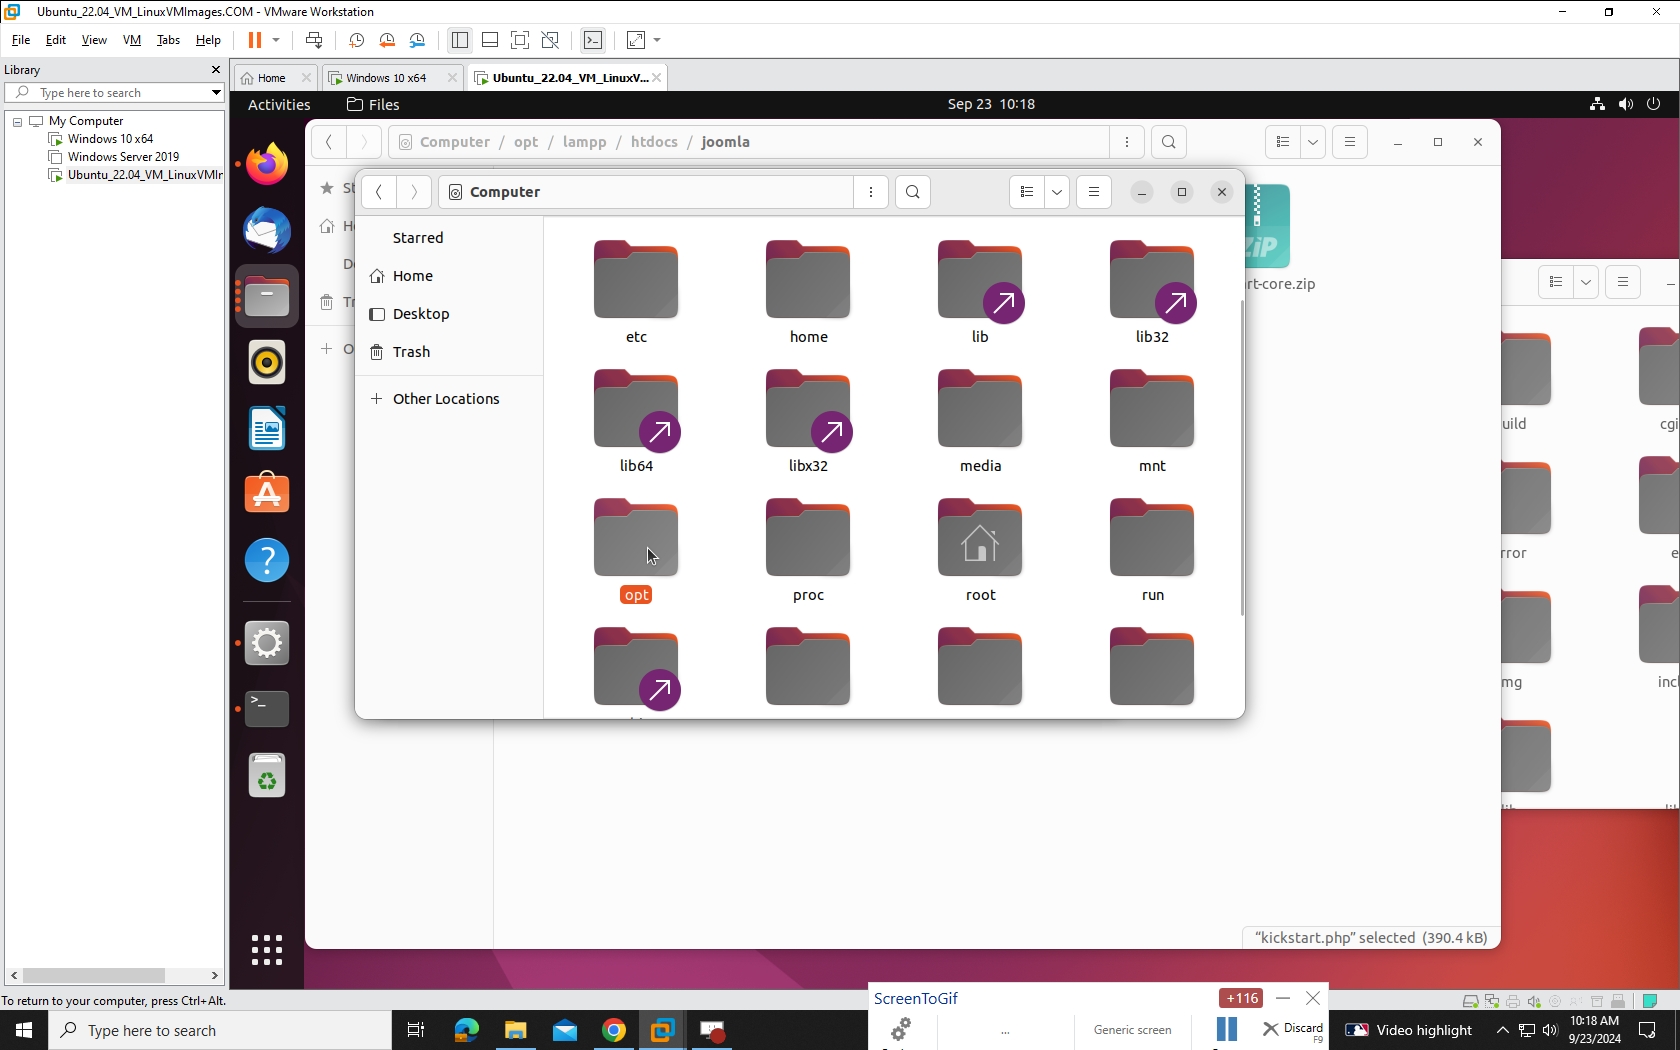 Ubuntu_22.04_VM_LinuxVMImages.COM - VMware Workstation
File Edit View VM Tabs Help
Library
Type here to search
My Computer
Windows 10 x64
Windows Server 2019
Ubuntu_22.04_VM_LinuxVMIr
Home
Windows 10 x64
Ubuntu_22.04_VM_LinuxV...
Activities
Files
Sep 23 10:18
Computer / opt / lampp / htdocs / joomla
St
H
D
Tr
O
Computer
Starred
Home
Desktop
Trash
Other Locations
etc
home
lib
lib32
lib64
libx32
media
mnt
opt
proc
root
run
ZiP
rt-core.zip
uild
cgi
rror
e
mg
incl
"kickstart.php" selected (390.4 kB)
To return to your computer, press Ctrl+Alt.
ScreenToGif
+116
...
Generic screen
Discard
F9
Type here to search
Video highlight
10:18 AM
9/23/2024